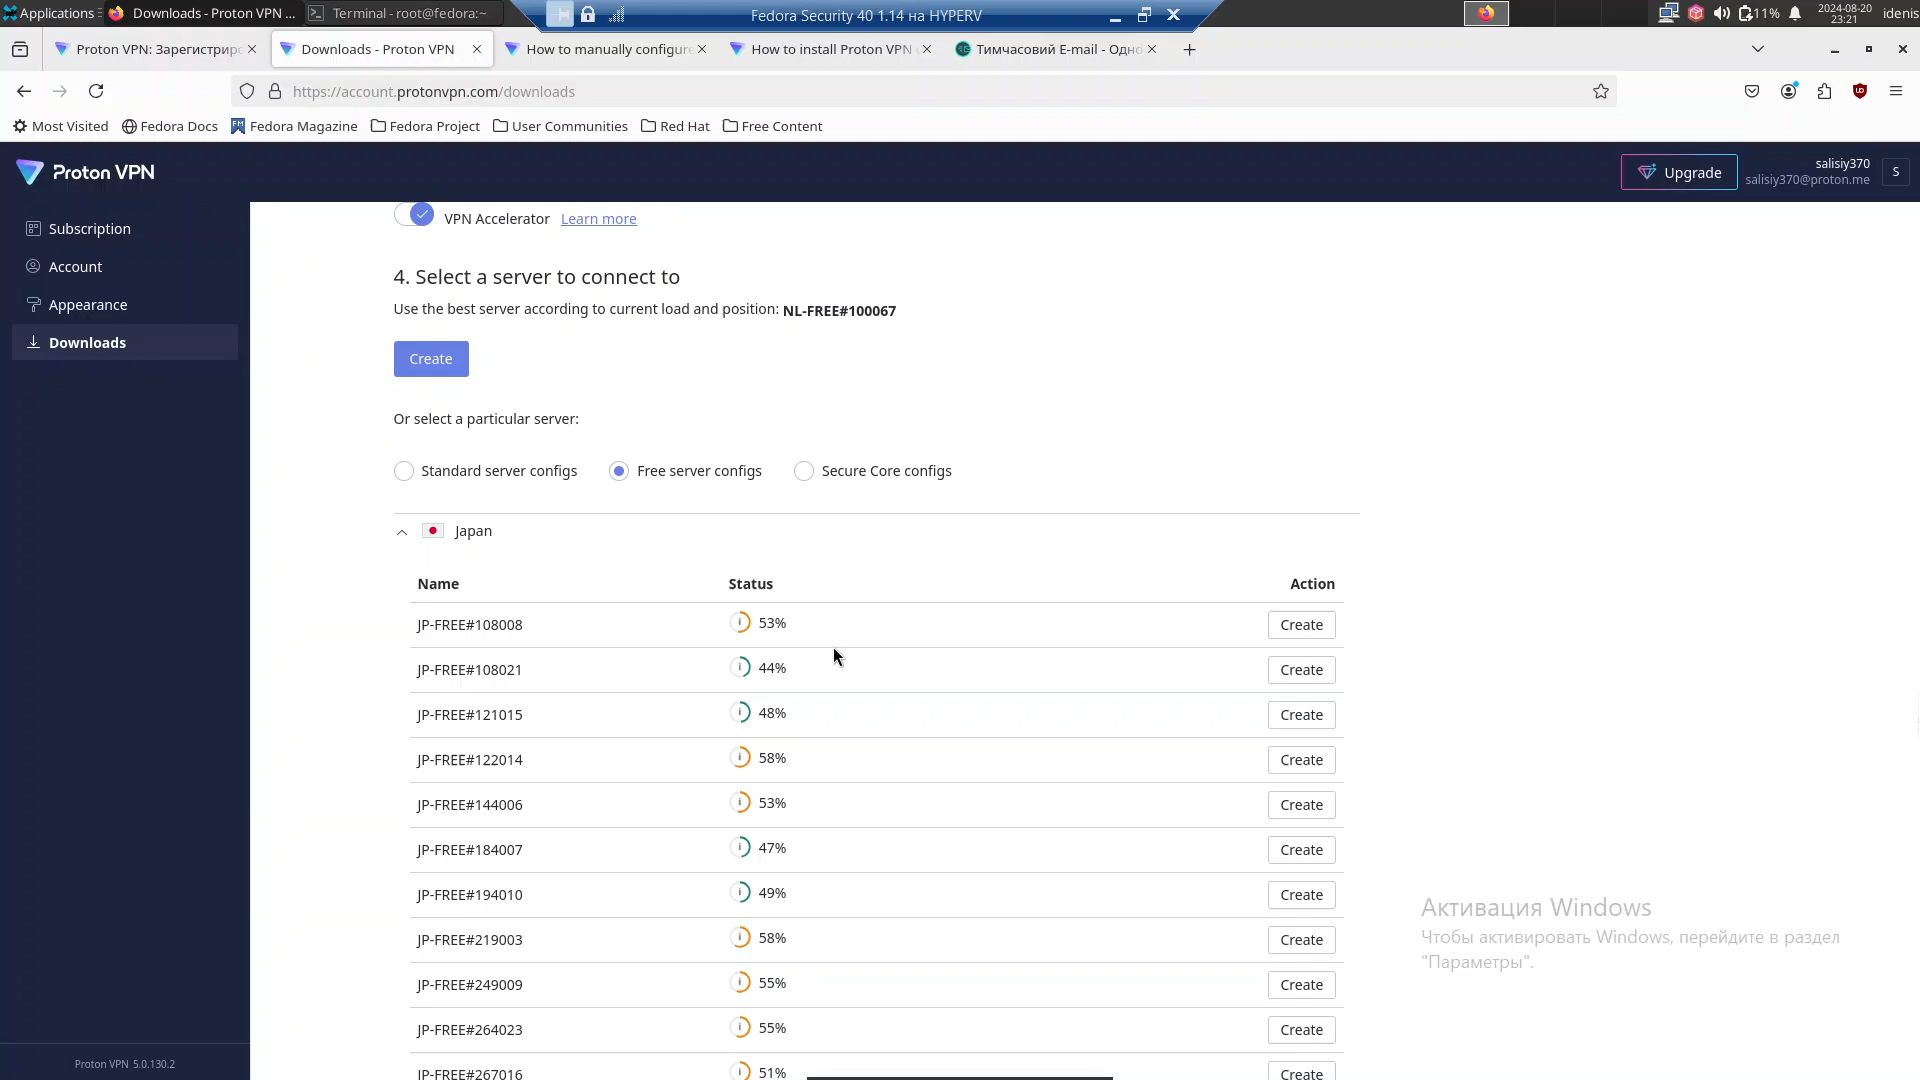 Applications
Downloads - Proton VPN ...
Terminal - root@fedora:~
Fedora Security 40 1.14 на HYPERV
11%
2024-08-20
23:21
idenis
Proton VPN: Зарегистрир
Downloads - Proton VPN
How to manually configure
How to install Proton VPN
Тимчасовий E-mail - Одно
https://account.protonvpn.com/downloads
Most Visited
Fedora Docs
Fedora Magazine
Fedora Project
User Communities
Red Hat
Free Content
Proton VPN
Upgrade
salisiy370
salisiy370@proton.me
S
Subscription
Account
Appearance
Downloads
VPN Accelerator Learn more
4. Select a server to connect to
Use the best server according to current load and position: NL-FREE#100067
Create
Or select a particular server:
Standard server configs
Free server configs
Secure Core configs
Japan
Name Status Action
JP-FREE#108008 53% Create
JP-FREE#108021 44% Create
JP-FREE#121015 48% Create
JP-FREE#122014 58% Create
JP-FREE#144006 53% Create
JP-FREE#184007 47% Create
JP-FREE#194010 49% Create
JP-FREE#219003 58% Create
JP-FREE#249009 55% Create
JP-FREE#264023 55% Create
JP-FREE#267016 51% Create
Активация Windows
Чтобы активировать Windows, перейдите в раздел
"Параметры".
Proton VPN 5.0.130.2